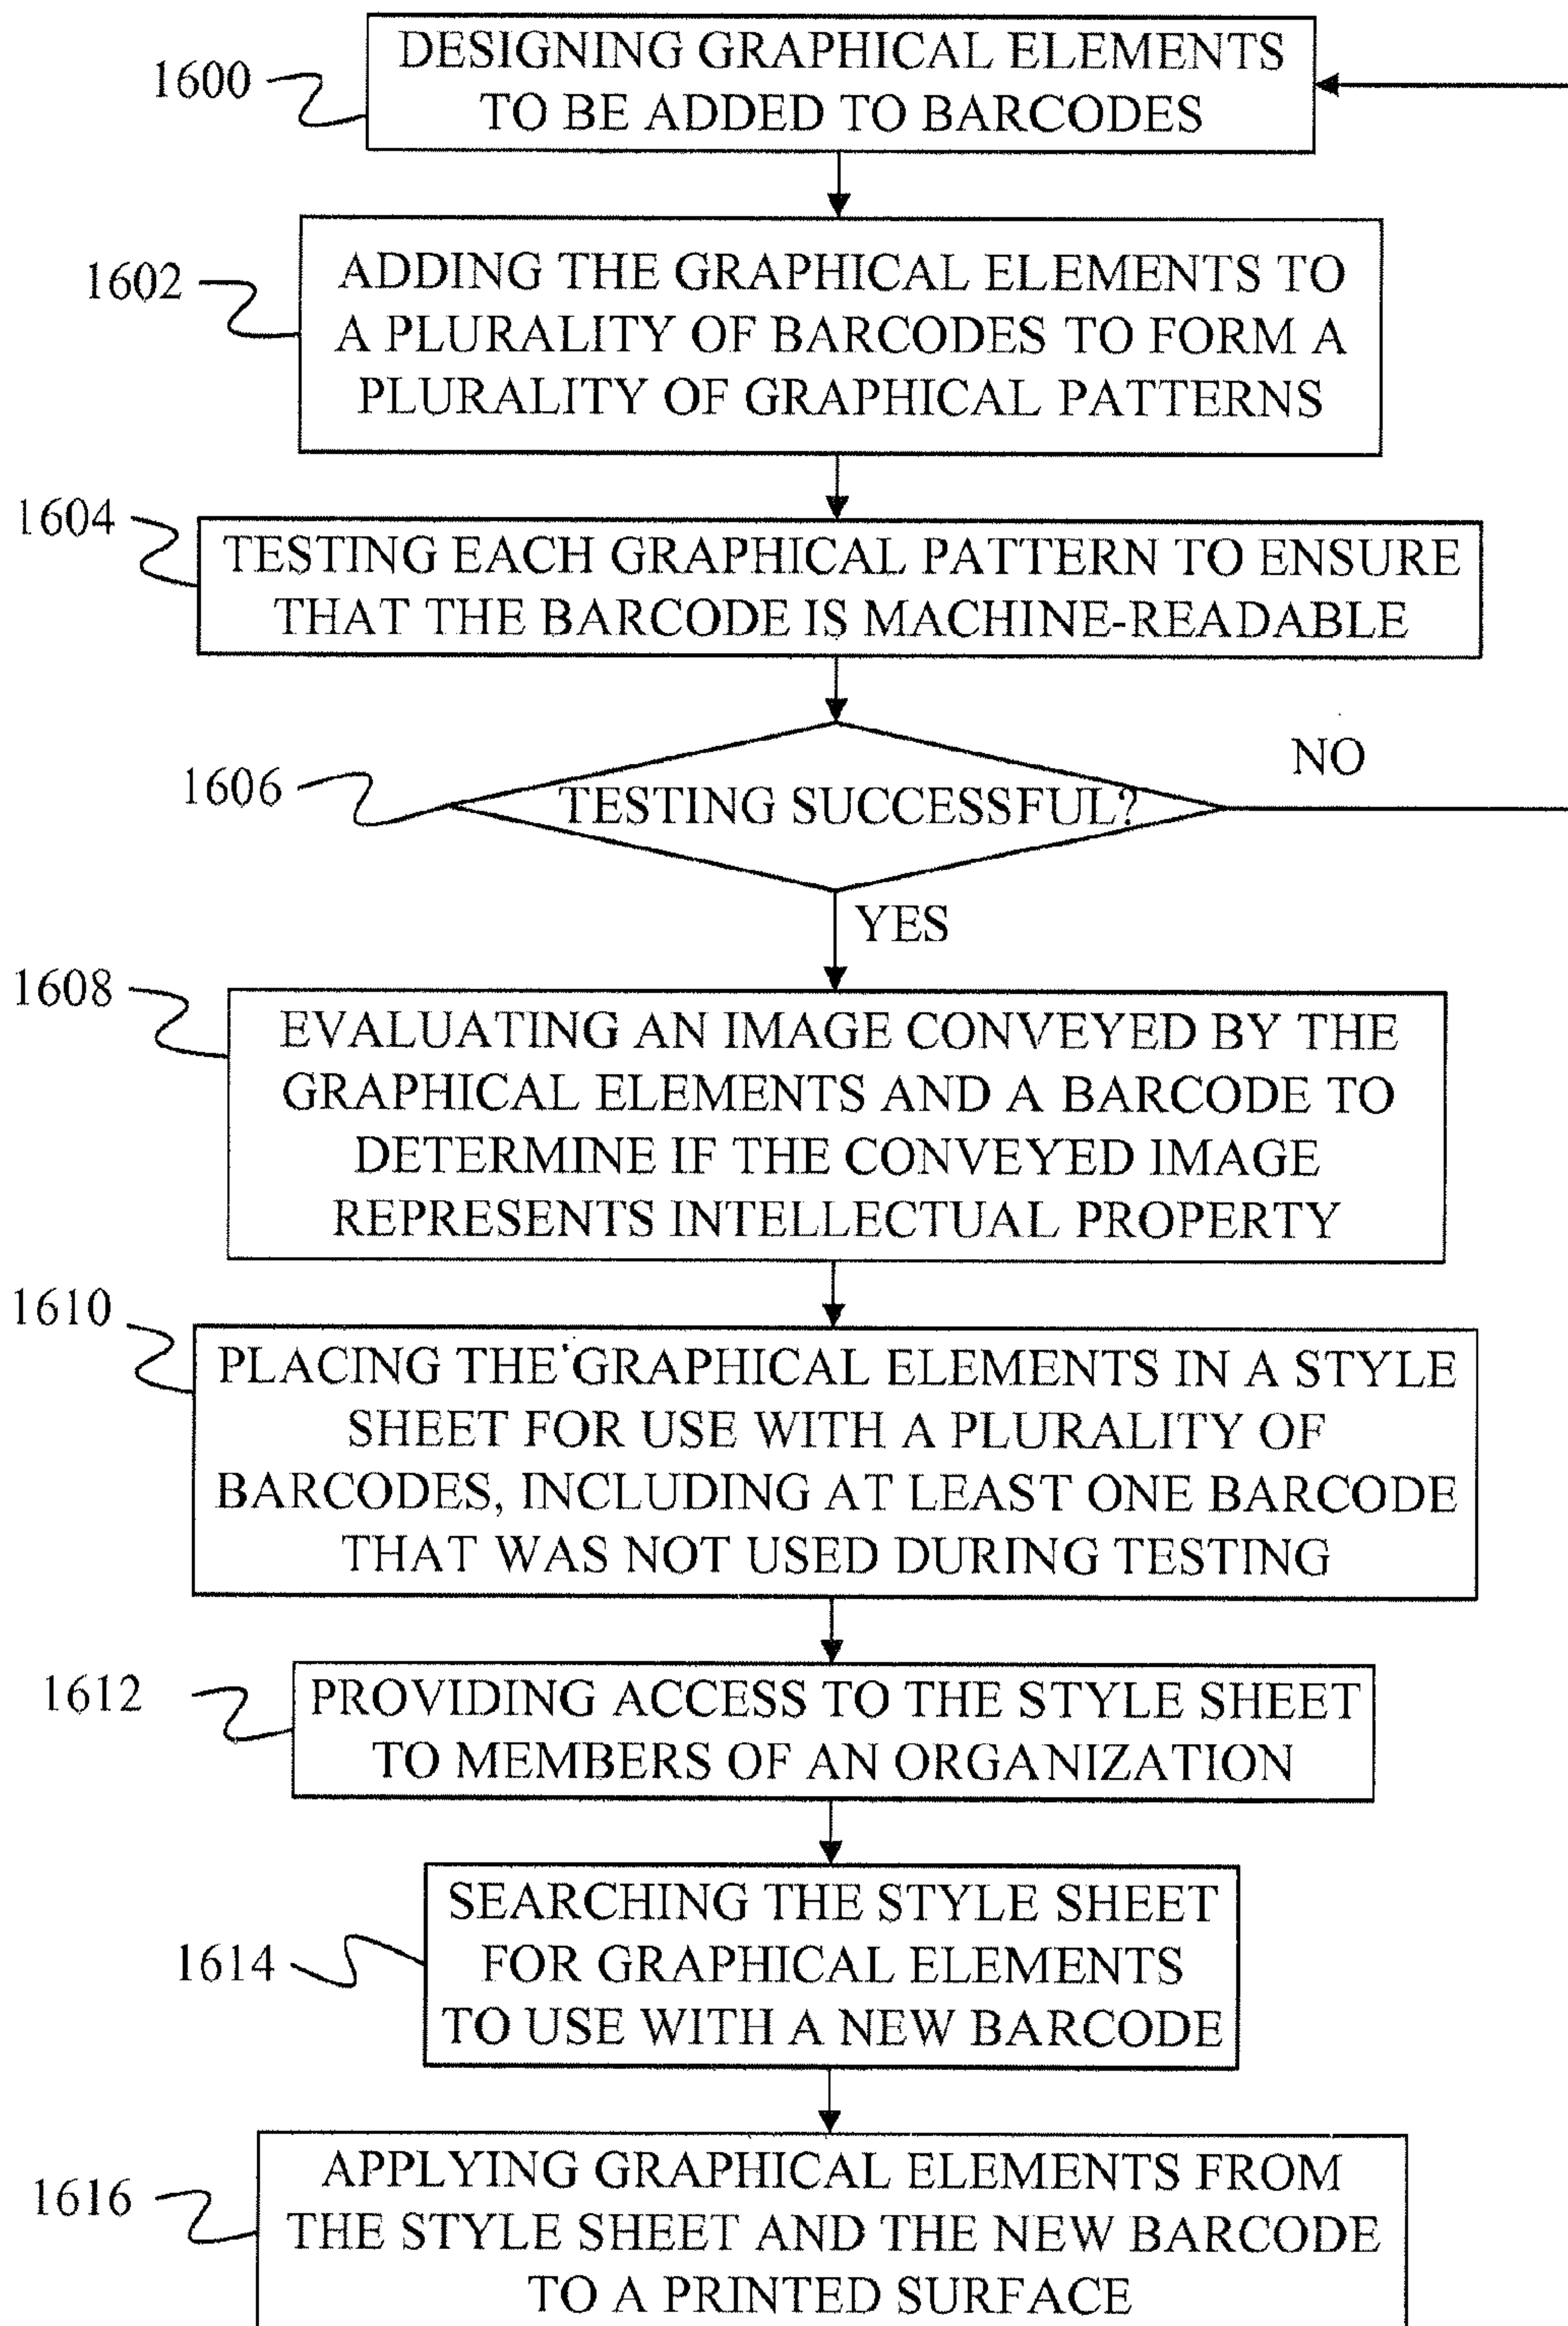 1600
DESIGNING GRAPHICAL ELEMENTS
TO BE ADDED TO BARCODES
1602
ADDING THE GRAPHICAL ELEMENTS TO
A PLURALITY OF BARCODES TO FORM A
PLURALITY OF GRAPHICAL PATTERNS
1604
TESTING EACH GRAPHICAL PATTERN TO ENSURE
THAT THE BARCODE IS MACHINE-READABLE
1606
TESTING SUCCESSFUL?
NO
YES
1608
EVALUATING AN IMAGE CONVEYED BY THE
GRAPHICAL ELEMENTS AND A BARCODE TO
DETERMINE IF THE CONVEYED IMAGE
REPRESENTS INTELLECTUAL PROPERTY
1610
PLACING THE GRAPHICAL ELEMENTS IN A STYLE
SHEET FOR USE WITH A PLURALITY OF
BARCODES, INCLUDING AT LEAST ONE BARCODE
THAT WAS NOT USED DURING TESTING
1612
PROVIDING ACCESS TO THE STYLE SHEET
TO MEMBERS OF AN ORGANIZATION
1614
SEARCHING THE STYLE SHEET
FOR GRAPHICAL ELEMENTS
TO USE WITH A NEW BARCODE
1616
APPLYING GRAPHICAL ELEMENTS FROM
THE STYLE SHEET AND THE NEW BARCODE
TO A PRINTED SURFACE